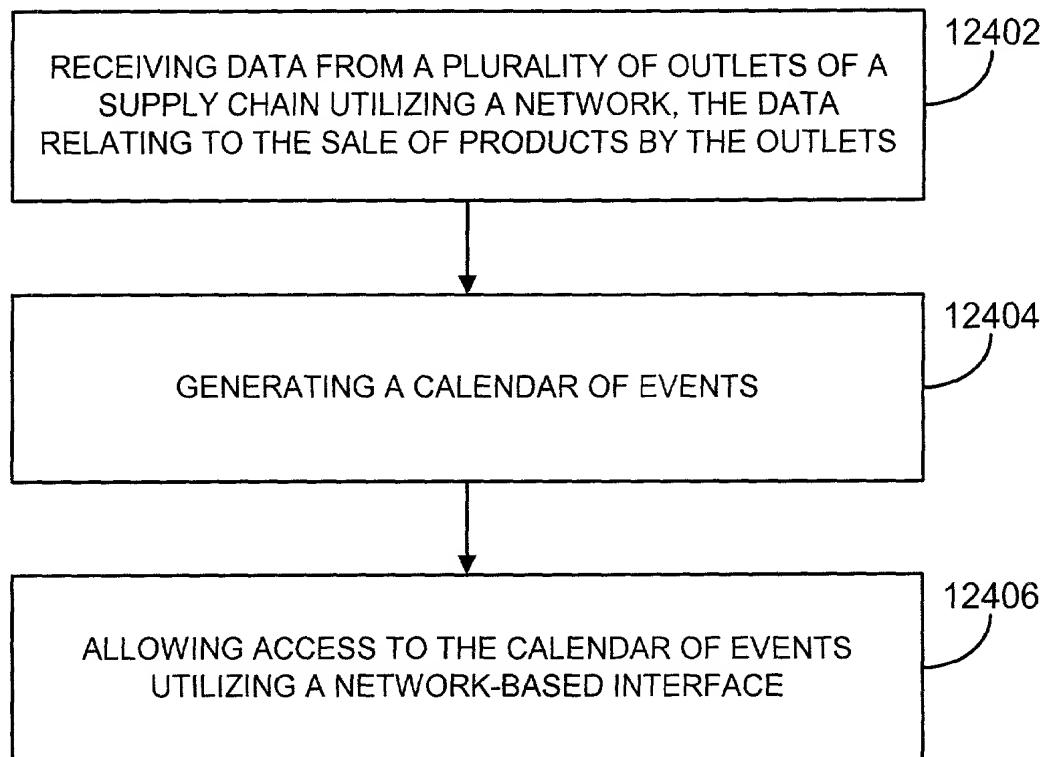 RECEIVING DATA FROM A PLURALITY OF OUTLETS OF A
SUPPLY CHAIN UTILIZING A NETWORK, THE DATA
RELATING TO THE SALE OF PRODUCTS BY THE OUTLETS
12402
GENERATING A CALENDAR OF EVENTS
12404
ALLOWING ACCESS TO THE CALENDAR OF EVENTS
UTILIZING A NETWORK-BASED INTERFACE
12406